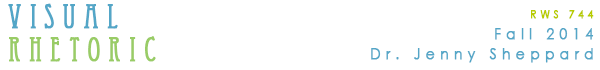 VISUAL
RHETORIC
RWS 744
Fall 2014
Dr. Jenny Sheppard